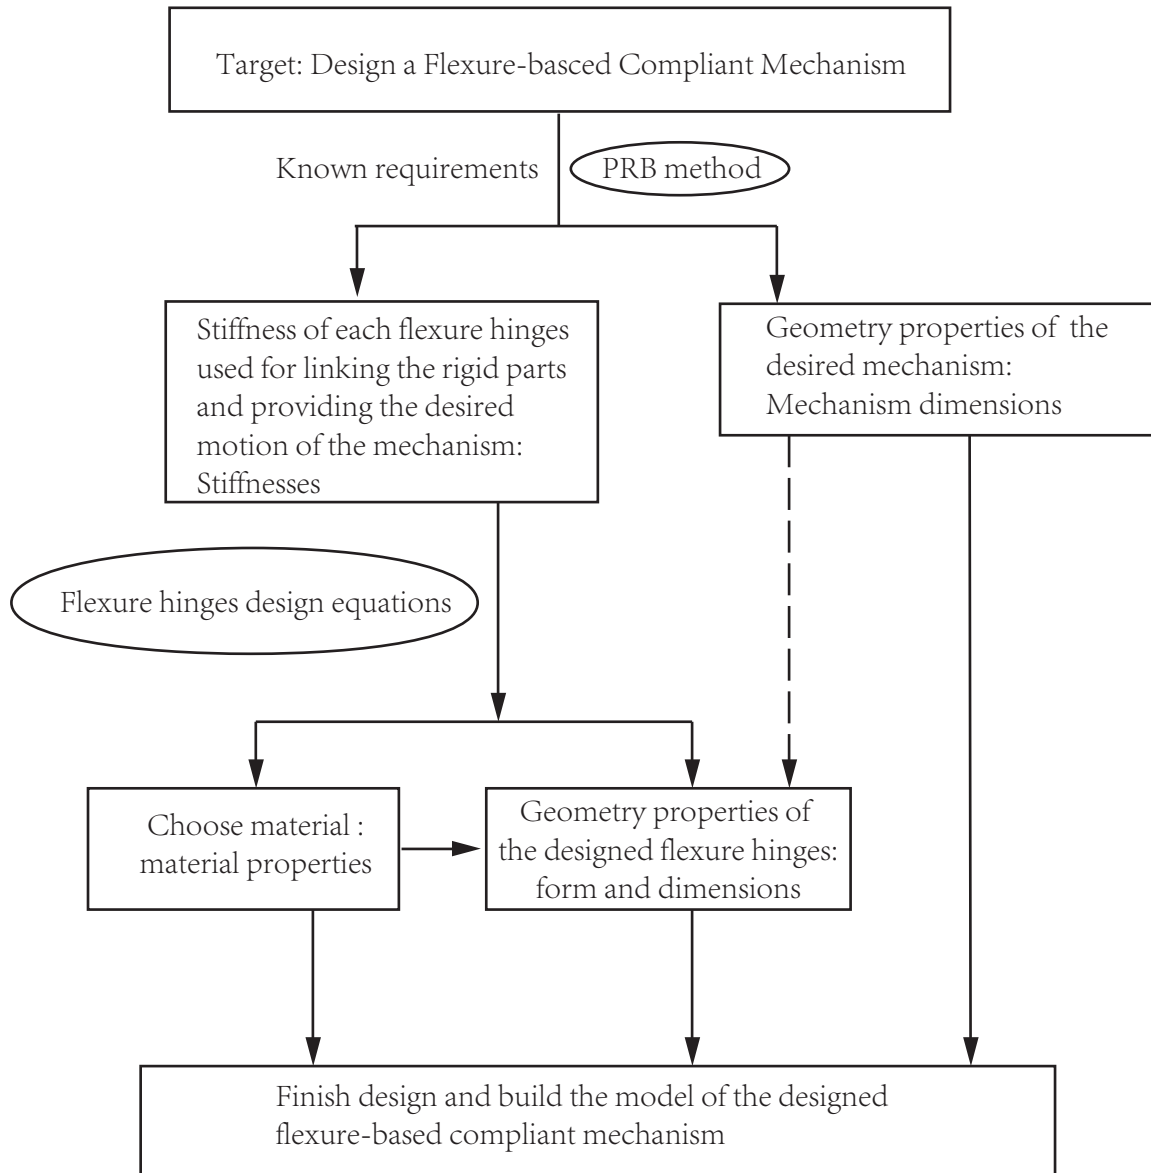 Target: Design a Flexure-basced Compliant Mechanism
Known requirements
PRB method
Stiffness of each flexure hinges
used for linking the rigid parts
and providing the desired
motion of the mechanism:
Stiffnesses
Geometry properties of the
desired mechanism:
Mechanism dimensions
Flexure hinges design equations
Choose material :
material properties
Geometry properties of
the designed flexure hinges:
form and dimensions
Finish design and build the model of the designed
flexure-based compliant mechanism